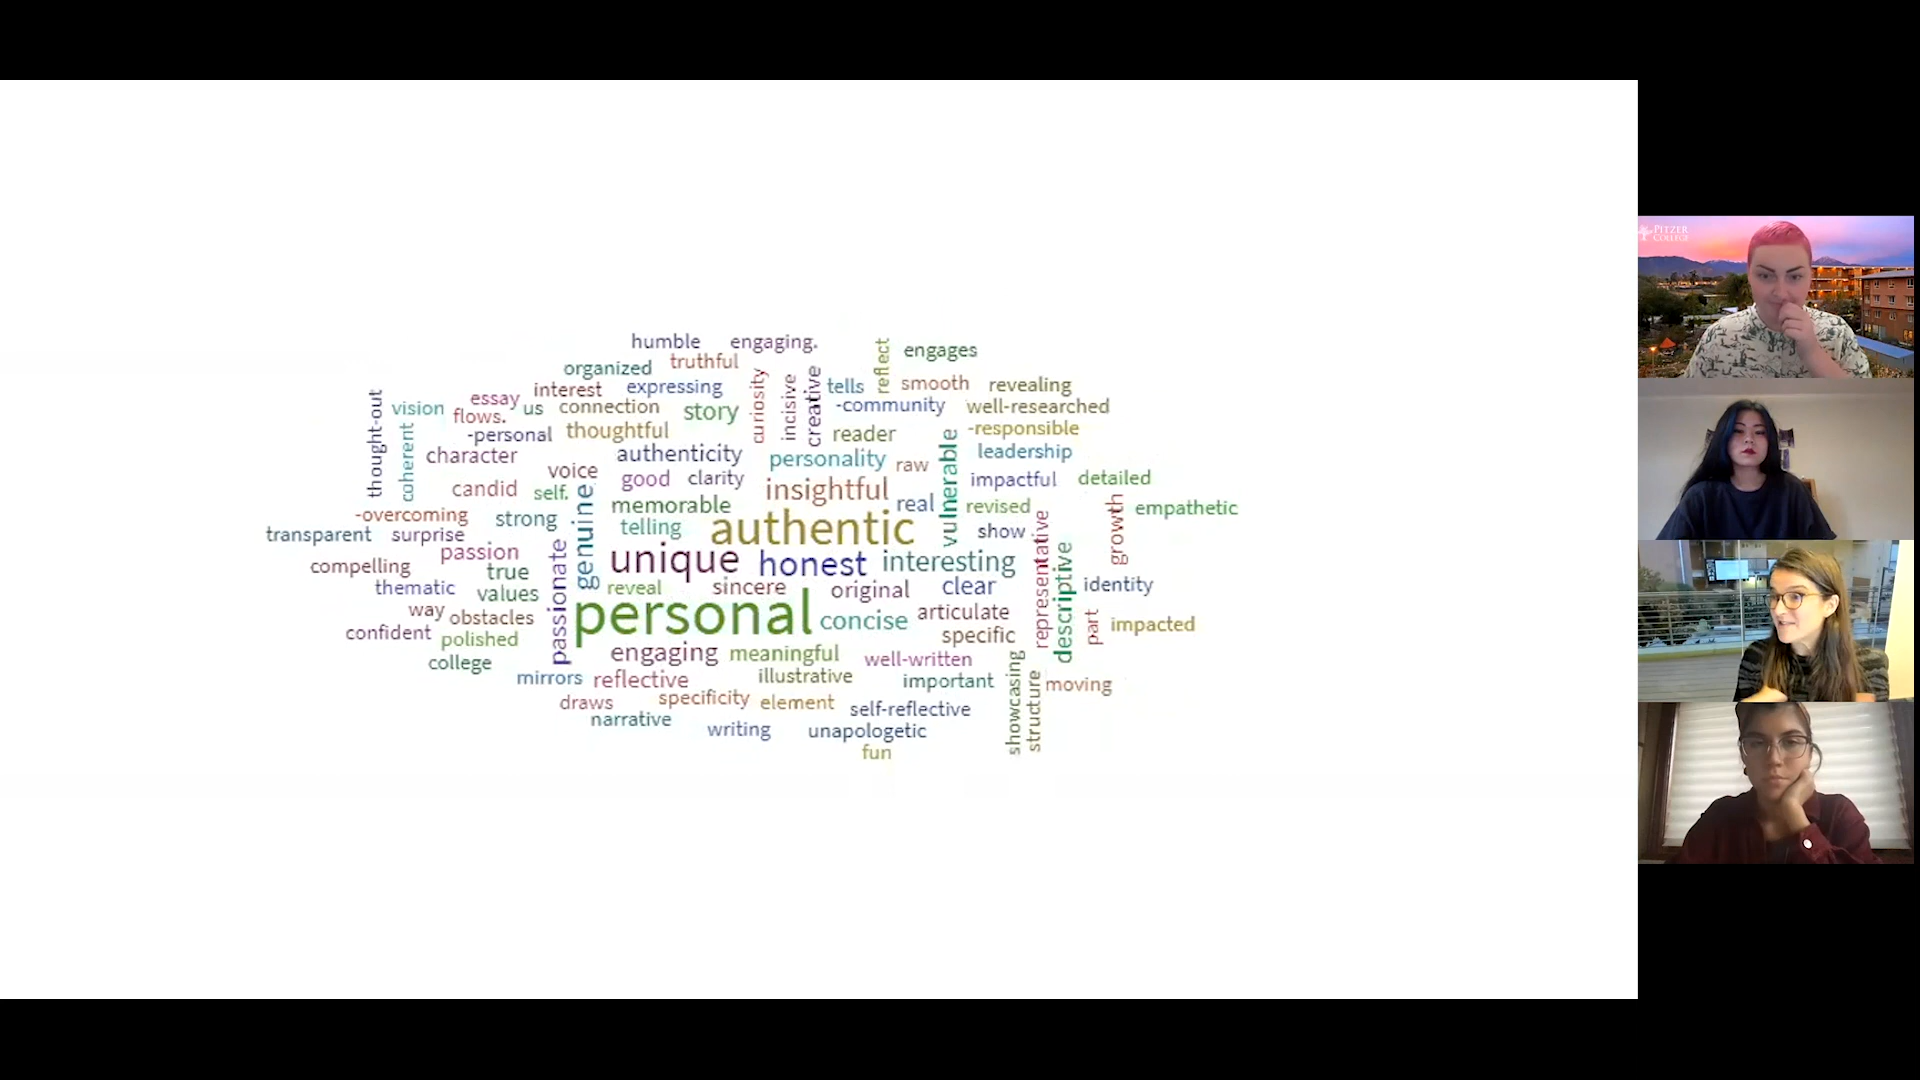 humble engaging.
organized truthful reflect engages
essay interest expressing curiosity incisive creative tells smooth revealing
thought-out vision flows. us connection story -community well-researched
coherent -personal thoughtful reader vulnerable -responsible
character authenticity personality leadership
voice good clarity raw impactful detailed
candid self. insightful
genuine memorable real revised growth empathetic
-overcoming strong telling authentic show representative
transparent surprise
passion passionate unique honest interesting descriptive
compelling true
thematic values reveal sincere original clear identity
way obstacles personal concise articulate part impacted
confident polished specific
college engaging meaningful well-written showcasing
mirrors reflective illustrative important structure moving
draws specificity element self-reflective
narrative writing unapologetic
fun
PITZER
COLLEGE